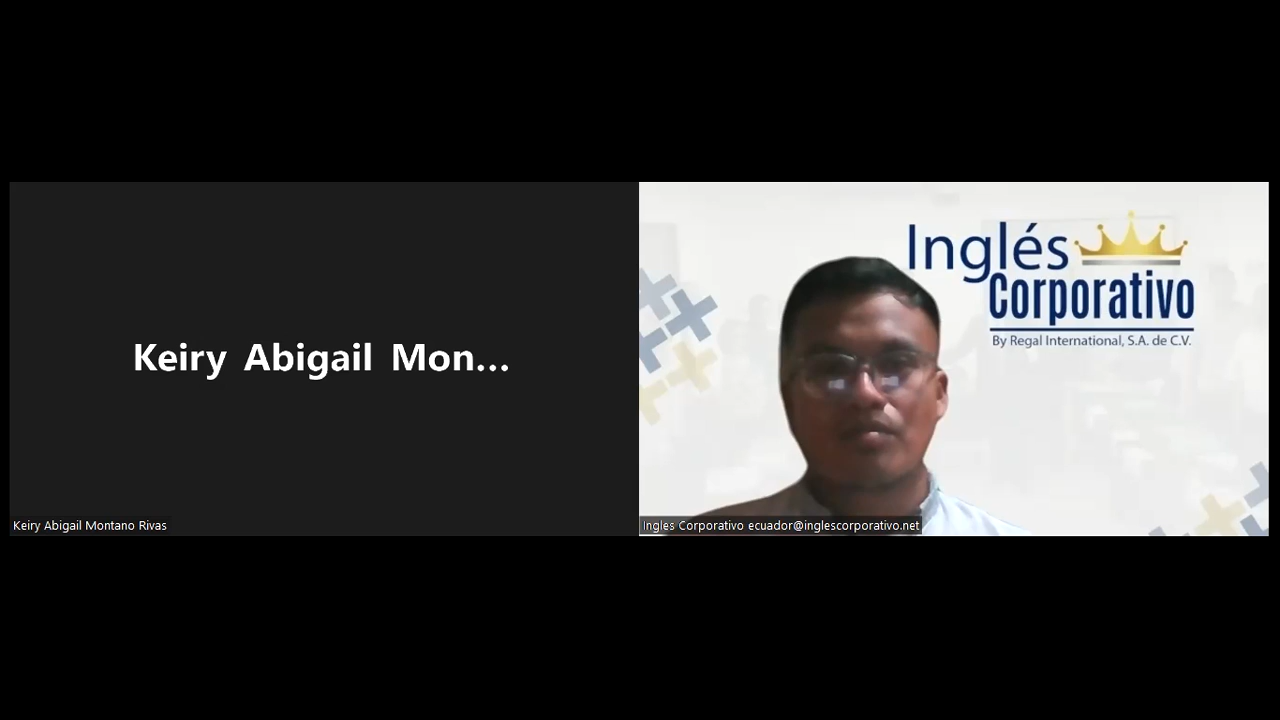 Keiry Abigail Mon...
Keiry Abigail Montano Rivas
Inglés
Corporativo
By Regal International, S.A. de C.V.
Ingles Corporativo ecuador@inglescorporativo.net